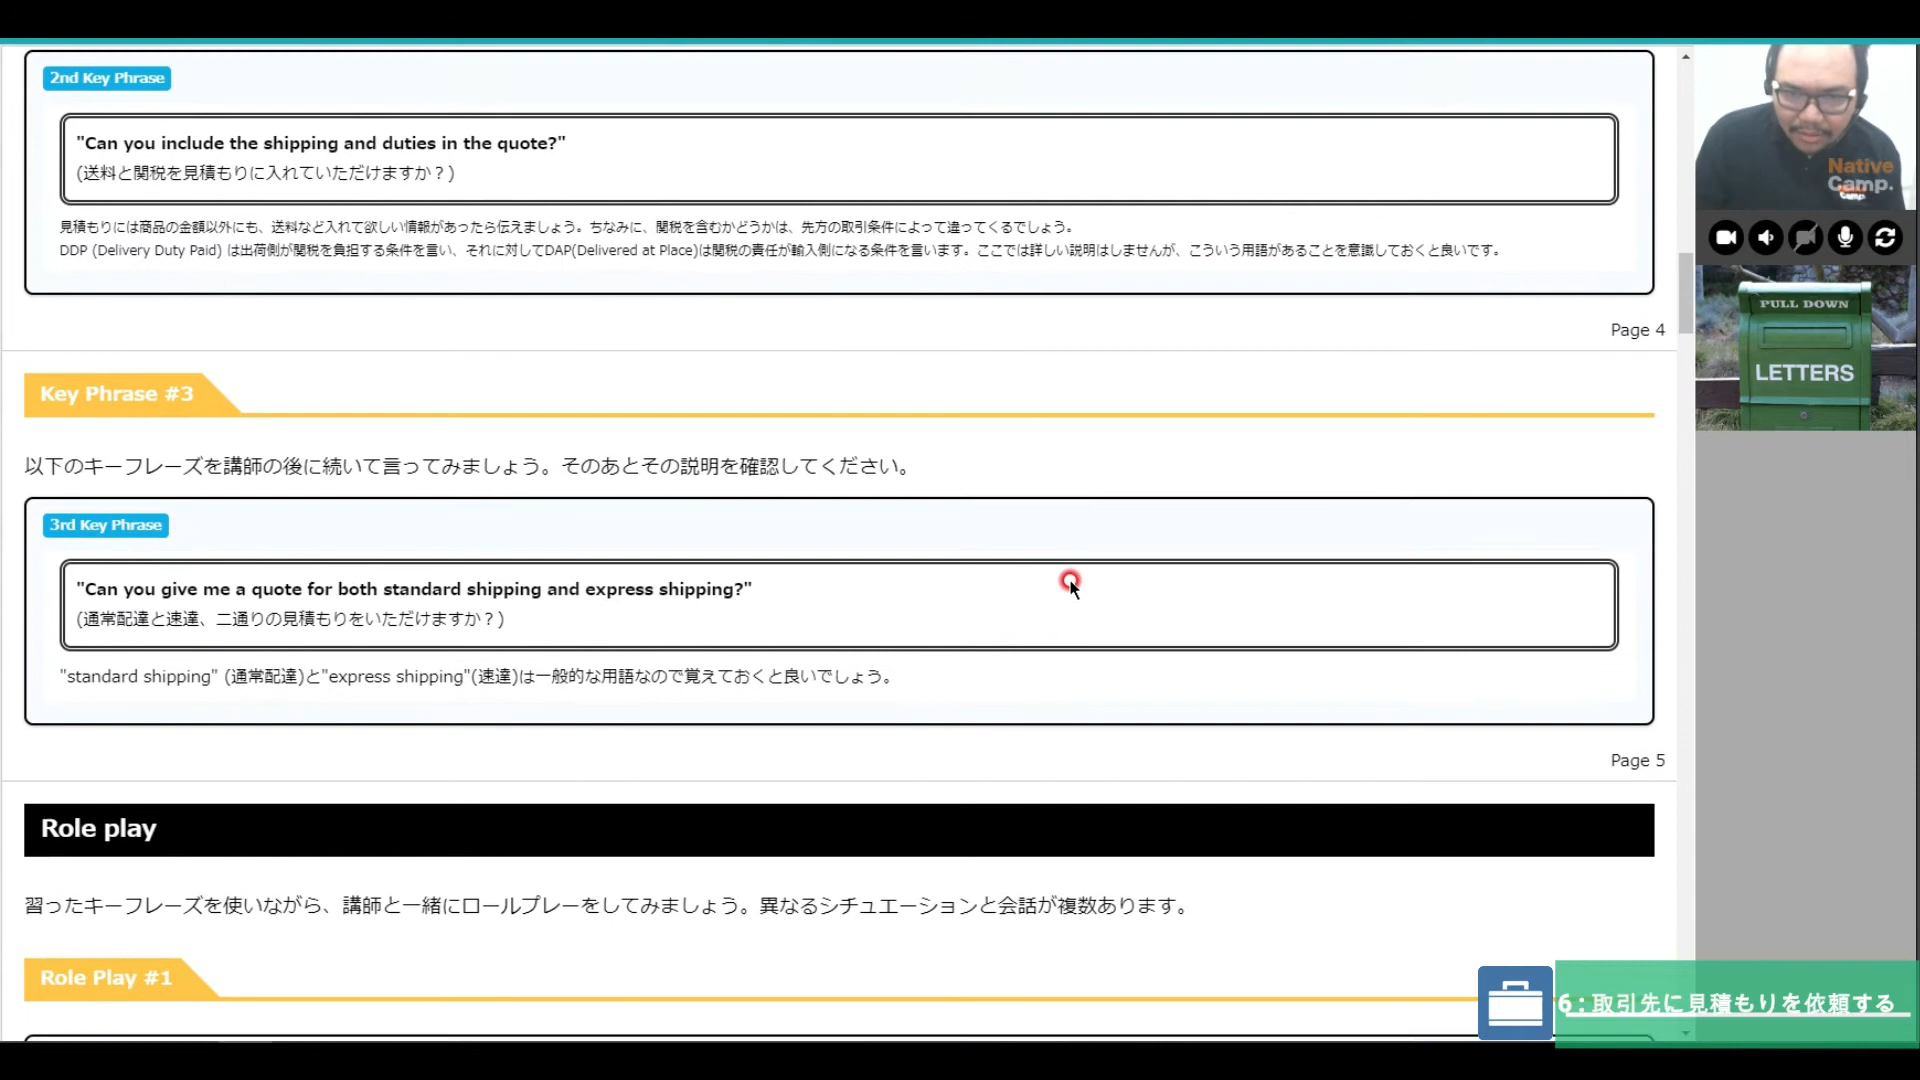 2nd Key Phrase
"Can you include the shipping and duties in the quote?"
(送料と関税を見積もりに入れていただけますか？)
見積もりには商品の金額以外にも、送料など入れて欲しい情報があったら伝えましょう。ちなみに、関税を含むかどうかは、先方の取引条件によって違ってくるでしょう。
DDP (Delivery Duty Paid) は出荷側が関税を負担する条件を言い、それに対してDAP(Delivered at Place)は関税の責任が輸入側になる条件を言います。ここでは詳しい説明はしませんが、こういう用語があることを意識しておくと良いです。
Page 4
Key Phrase #3
以下のキーフレーズを講師の後に続いて言ってみましょう。そのあとその説明を確認してください。
3rd Key Phrase
"Can you give me a quote for both standard shipping and express shipping?"
(通常配達と速達、二通りの見積もりをいただけますか？)
"standard shipping" (通常配達)と"express shipping"(速達)は一般的な用語なので覚えておくと良いでしょう。
Page 5
Role play
習ったキーフレーズを使いながら、講師と一緒にロールプレーをしてみましょう。異なるシチュエーションと会話が複数あります。
Role Play #1
Native
Camp.
Camp.
PULL DOWN
LETTERS
6：取引先に見積もりを依頼する